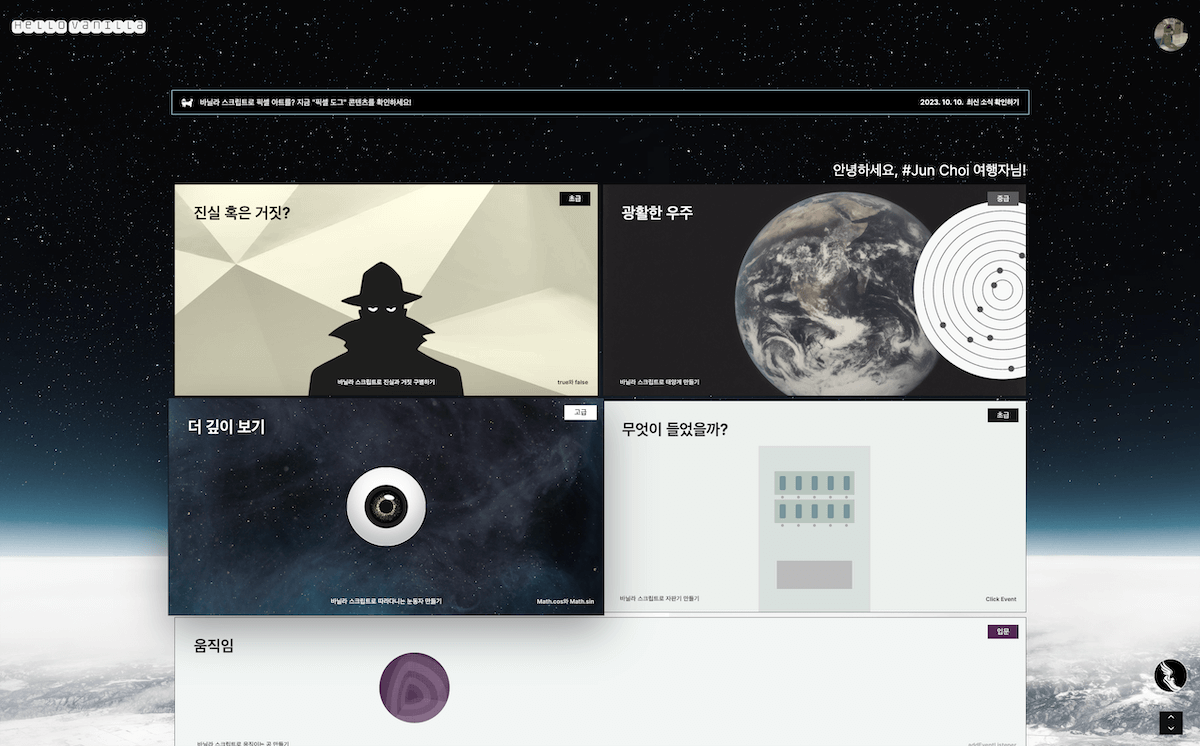 Hello Vanilla
바닐라 스크립트로 픽셀 아트를? 지금 "픽셀 도그" 콘텐츠를 확인하세요!
2023. 10. 10. 최신 소식 확인하기
안녕하세요, #Jun Choi 여행자님!
진실 혹은 거짓?
초급
바닐라 스크립트로 진실과 거짓 구별하기
true와 false
광활한 우주
중급
바닐라 스크립트로 태양계 만들기
더 깊이 보기
고급
바닐라 스크립트로 따라다니는 눈동자 만들기
Math.cos와 Math.sin
무엇이 들었을까?
초급
바닐라 스크립트로 자판기 만들기
Click Event
움직임
입문
바닐라 스크립트로 움직이는 공 만들기
addEventListener